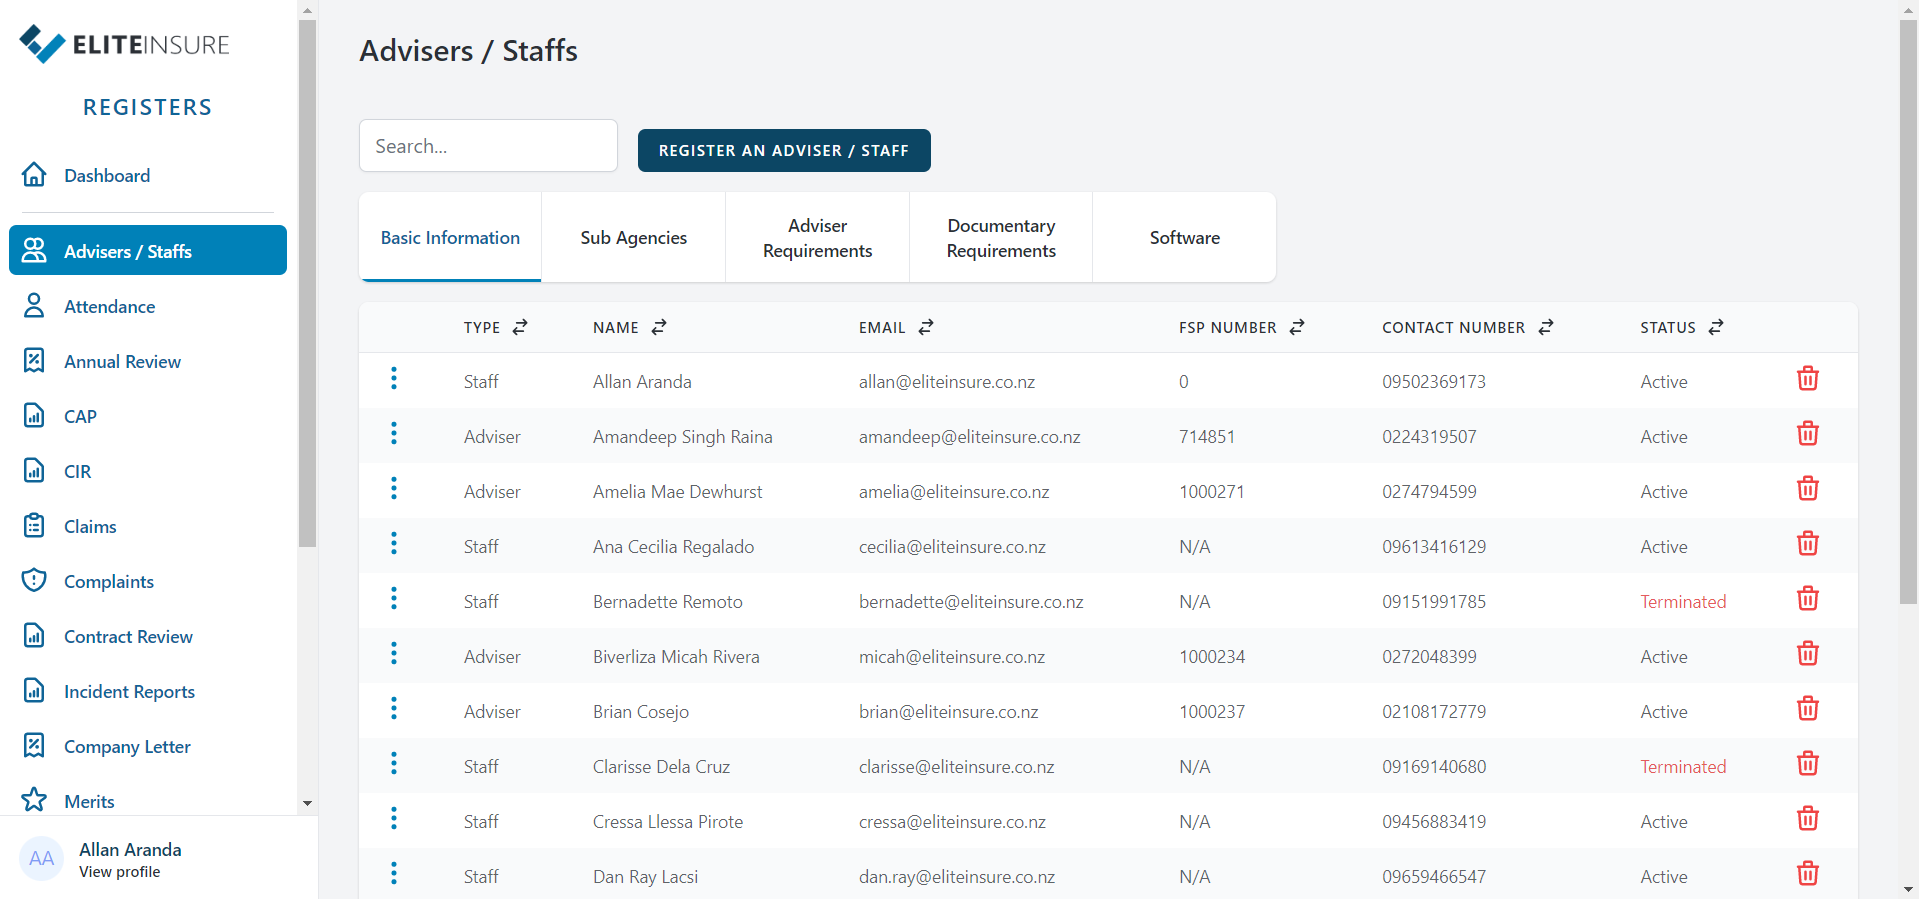 ELITEINSURE
REGISTERS
Dashboard
Advisers / Staffs
Attendance
Annual Review
CAP
CIR
Claims
Complaints
Contract Review
Incident Reports
Company Letter
Merits
AA
Allan Aranda
View profile
Advisers / Staffs
Search...
REGISTER AN ADVISER / STAFF
Basic Information
Sub Agencies
Adviser
Requirements
Documentary
Requirements
Software
TYPE NAME EMAIL FSP NUMBER CONTACT NUMBER STATUS
Staff Allan Aranda allan@eliteinsure.co.nz 0 09502369173 Active
Adviser Amandeep Singh Raina amandeep@eliteinsure.co.nz 714851 0224319507 Active
Adviser Amelia Mae Dewhurst amelia@eliteinsure.co.nz 1000271 0274794599 Active
Staff Ana Cecilia Regalado cecilia@eliteinsure.co.nz N/A 09613416129 Active
Staff Bernadette Remoto bernadette@eliteinsure.co.nz N/A 09151991785 Terminated
Adviser Biverliza Micah Rivera micah@eliteinsure.co.nz 1000234 0272048399 Active
Adviser Brian Cosejo brian@eliteinsure.co.nz 1000237 02108172779 Active
Staff Clarisse Dela Cruz clarisse@eliteinsure.co.nz N/A 09169140680 Terminated
Staff Cressa Llessa Pirote cressa@eliteinsure.co.nz N/A 09456883419 Active
Staff Dan Ray Lacsi dan.ray@eliteinsure.co.nz N/A 09659466547 Active